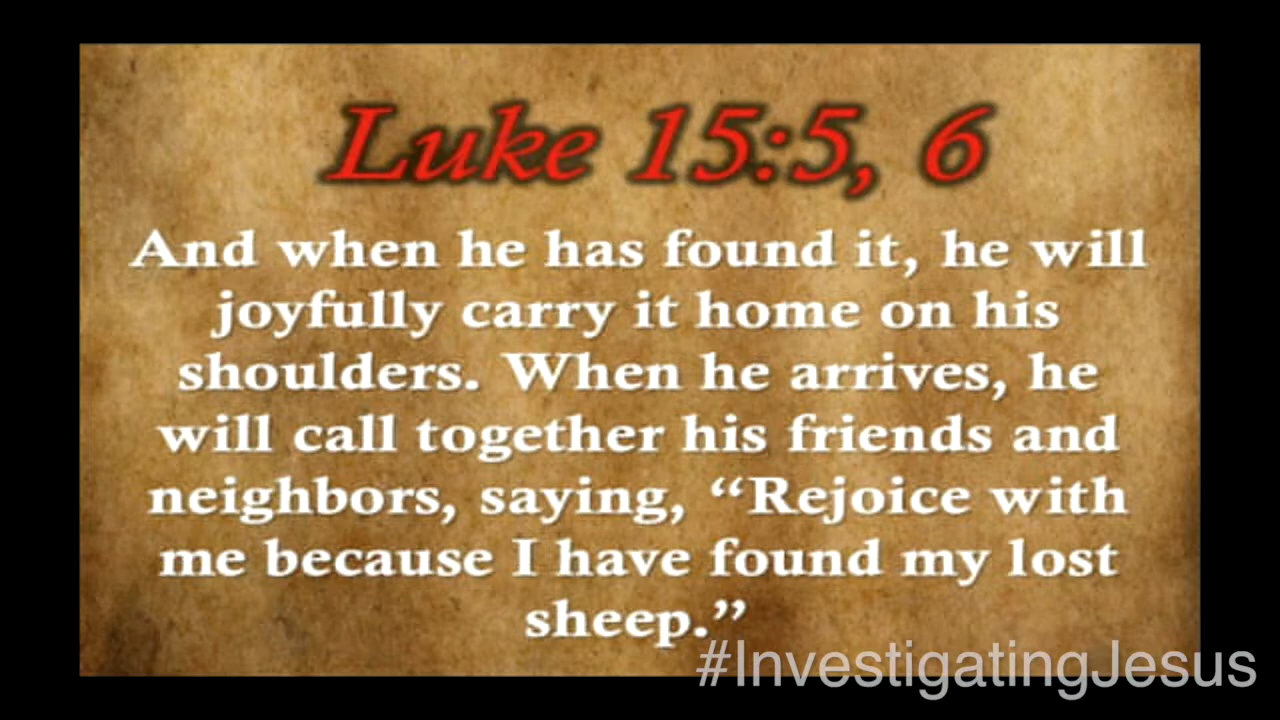 Luke 15:5, 6
And when he has found it, he will
joyfully carry it home on his
shoulders. When he arrives, he
will call together his friends and
neighbors, saying, “Rejoice with
me because I have found my lost
sheep.”
#InvestigatingJesus